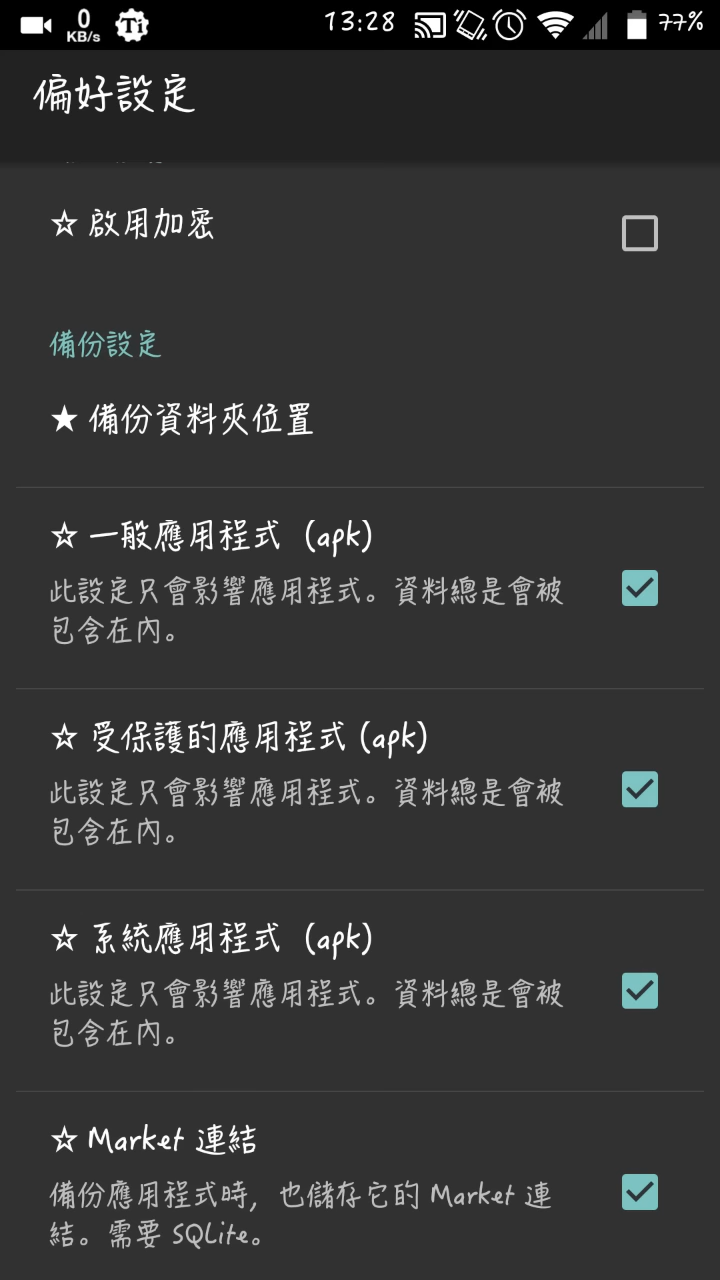 0
KB/s
13:28
77%
偏好設定
☆ 啟用加密
備份設定
★ 備份資料夾位置
☆ 一般應用程式 (apk)
此設定只會影響應用程式。資料總是會被
包含在內。
☆ 受保護的應用程式 (apk)
此設定只會影響應用程式。資料總是會被
包含在內。
☆ 系統應用程式 (apk)
此設定只會影響應用程式。資料總是會被
包含在內。
☆ Market 連結
備份應用程式時，也儲存它的 Market 連
結。需要 SQLite。